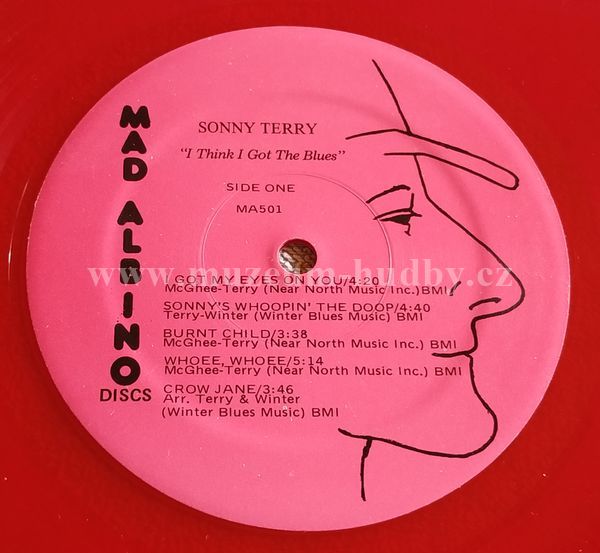 MAD ALBINO
DISCS
SONNY TERRY
"I Think I Got The Blues"
SIDE ONE
MA501
www.muzeum-hudby.cz
I GOT MY EYES ON YOU/4:20
McGhee-Terry (Near North Music Inc.) BMI
SONNY'S WHOOPIN' THE DOOP/4:40
Terry-Winter (Winter Blues Music) BMI
BURNT CHILD/3:38
McGhee-Terry (Near North Music Inc.) BMI
WHOEE, WHOEE/5:14
McGhee-Terry (Near North Music Inc.) BMI
CROW JANE/3:46
Arr. Terry & Winter
(Winter Blues Music) BMI